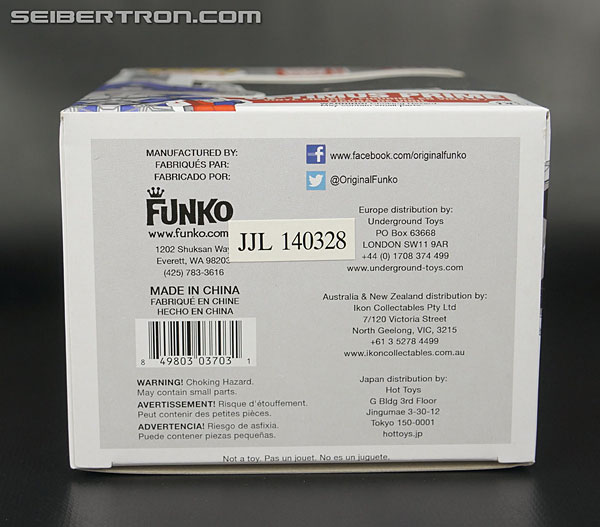 SEIBERTRON.COM
MANUFACTURED BY:
FABRIQUÉS PAR:
FABRICADO POR:
FUNKO
www.funko.com
1202 Shuksan Way
Everett, WA 98203
(425) 783-3616
MADE IN CHINA
FABRIQUÉ EN CHINE
HECHO EN CHINA
8 49803 03703 1
WARNING! Choking Hazard.
May contain small parts.
AVERTISSEMENT! Risque d'étouffement.
Peut contenir des petites pièces.
ADVERTENCIA! Riesgo de asfixia.
Puede contener piezas pequeñas.
JJL 140328
www.facebook.com/originalfunko
@OriginalFunko
Europe distribution by:
Underground Toys
PO Box 63668
LONDON SW11 9AR
+44 (0) 1708 374 499
www.underground-toys.com
Australia & New Zealand distribution by:
Ikon Collectables Pty Ltd
7/120 Victoria Street
North Geelong, VIC, 3215
+61 3 5278 4499
www.ikoncollectables.com.au
Japan distribution by:
Hot Toys
G Bldg 3rd Floor
Jingumae 3-30-12
Tokyo 150-0001
hottoys.jp
Not a toy. Pas un jouet. No es un juguete.